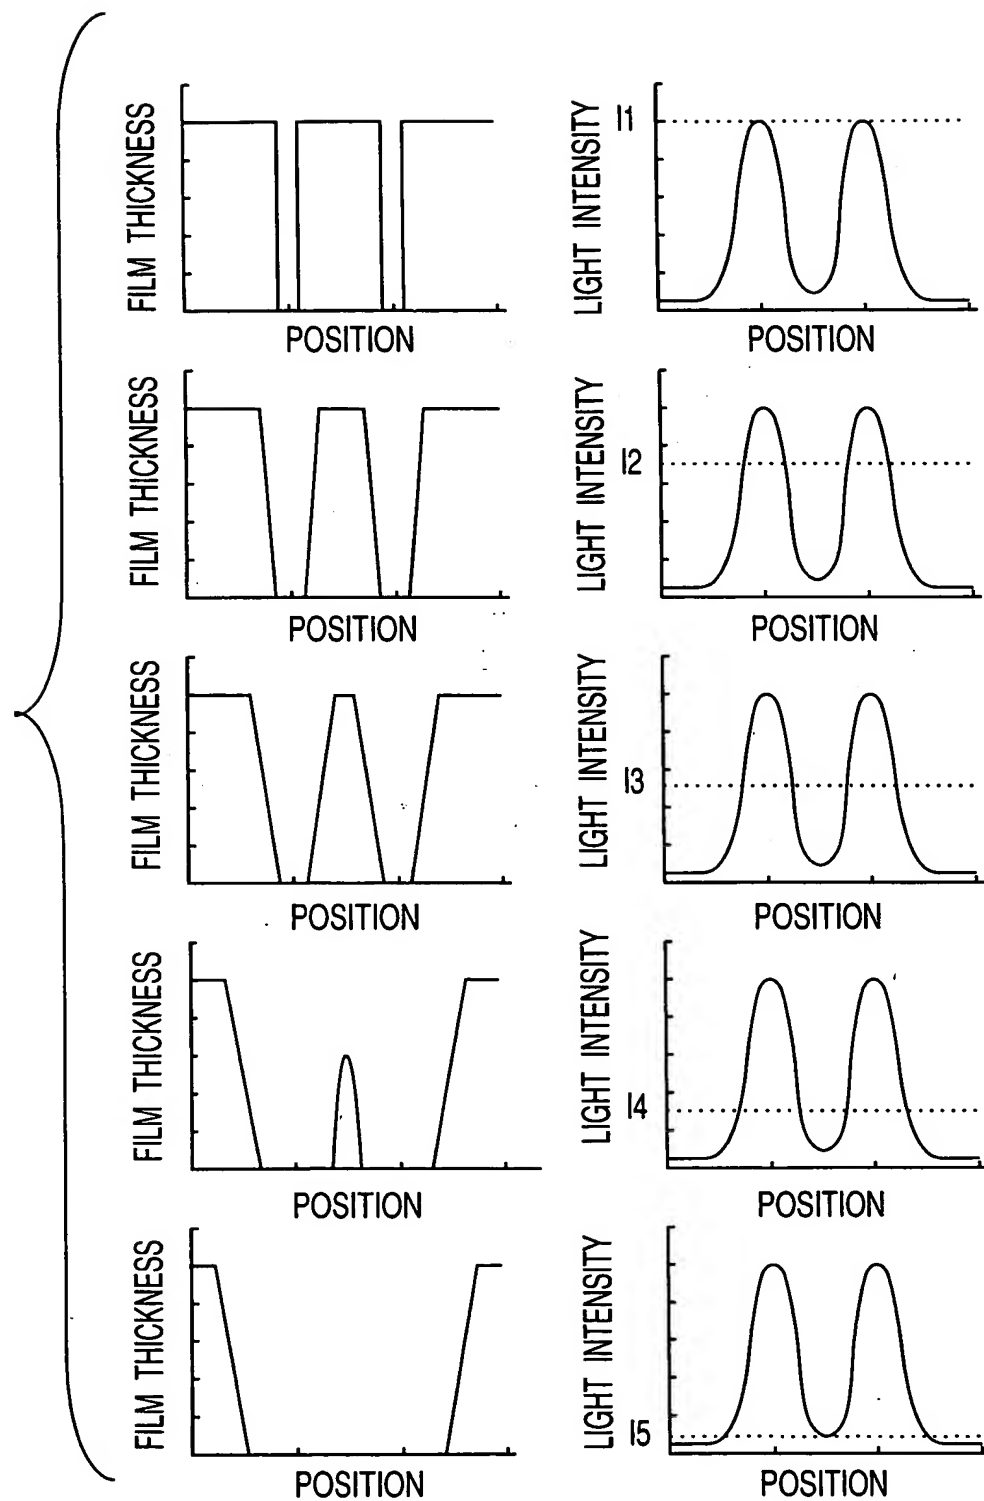 FILM THICKNESS
POSITION
I1
LIGHT INTENSITY
POSITION
FILM THICKNESS
POSITION
I2
LIGHT INTENSITY
POSITION
FILM THICKNESS
POSITION
I3
LIGHT INTENSITY
POSITION
FILM THICKNESS
POSITION
I4
LIGHT INTENSITY
POSITION
FILM THICKNESS
POSITION
I5
LIGHT INTENSITY
POSITION